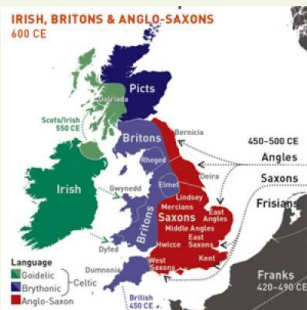 IRISH, BRITONS & ANGLO-SAXONS
600 CE
Picts
Dalriada
Scots/Irish
550 CE
Britons
Bernicia
450-500 CE
Rheged
Angles
Deira
Saxons
Irish
Gwynedd
Elmet
Frisians
Lindsey
Mercians
Britons
Saxons
East
Angles
Middle Angles
Dyfed
Hwicce
East
Saxons
Language
Goidelic
Brythonic
Celtic
Anglo-Saxon
Dumnonia
West
Saxons
Kent
Franks
420-490 CE
British
450 CE